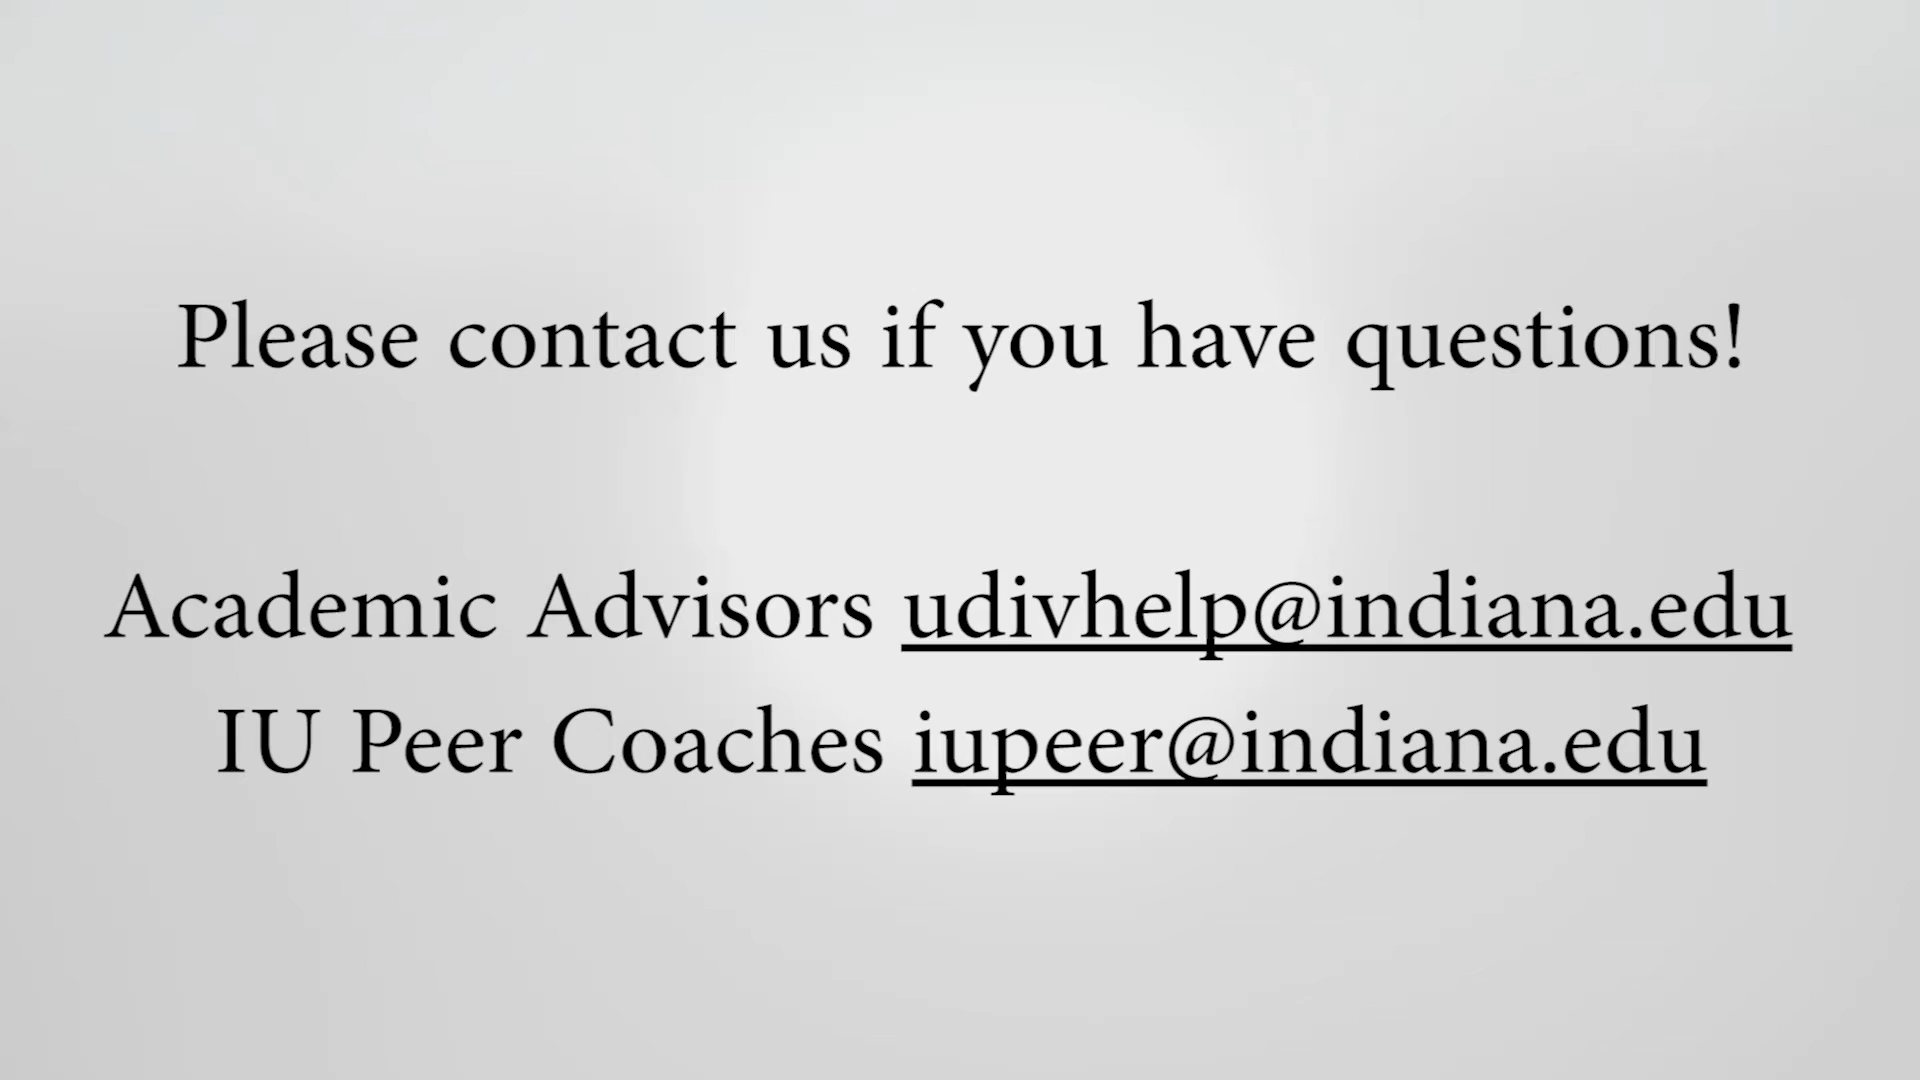 Please contact us if you have questions!
Academic Advisors udivhelp@indiana.edu
IU Peer Coaches iupeer@indiana.edu